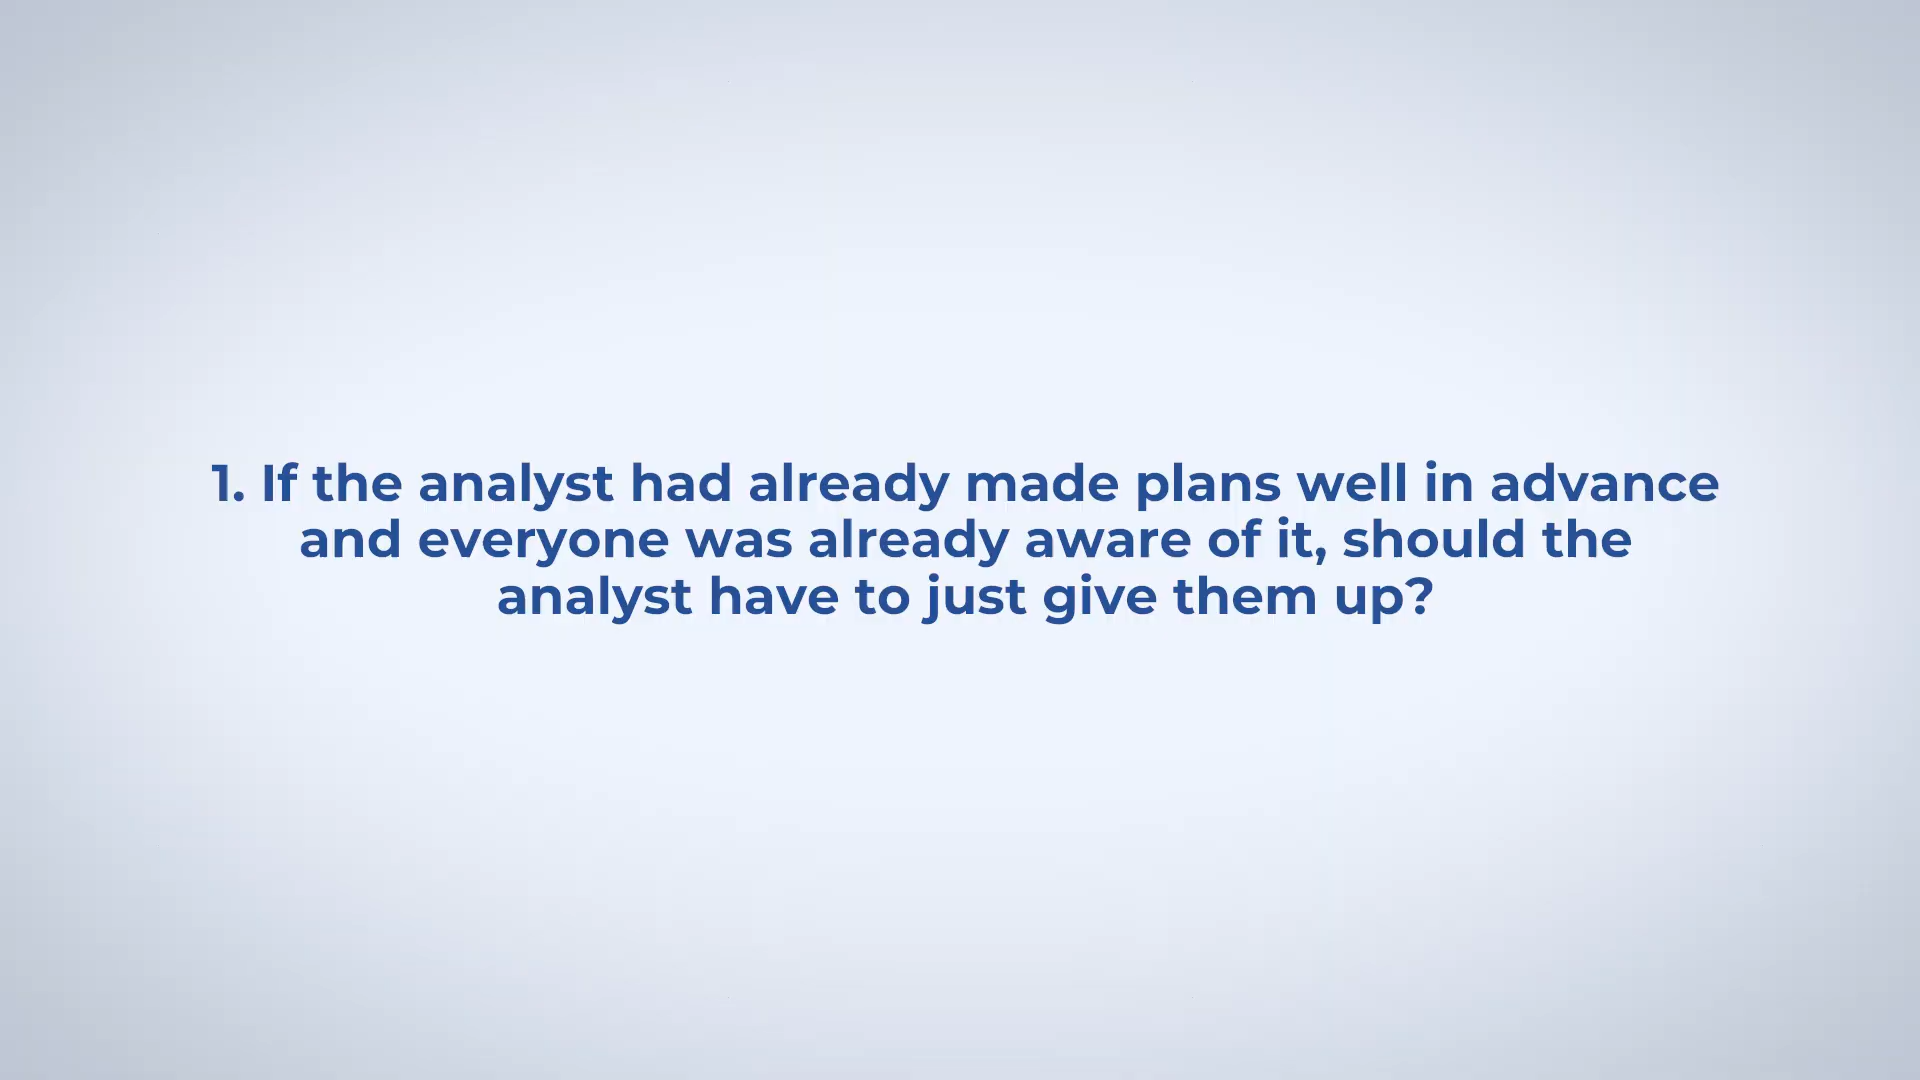 1. If the analyst had already made plans well in advance
and everyone was already aware of it, should the
analyst have to just give them up?